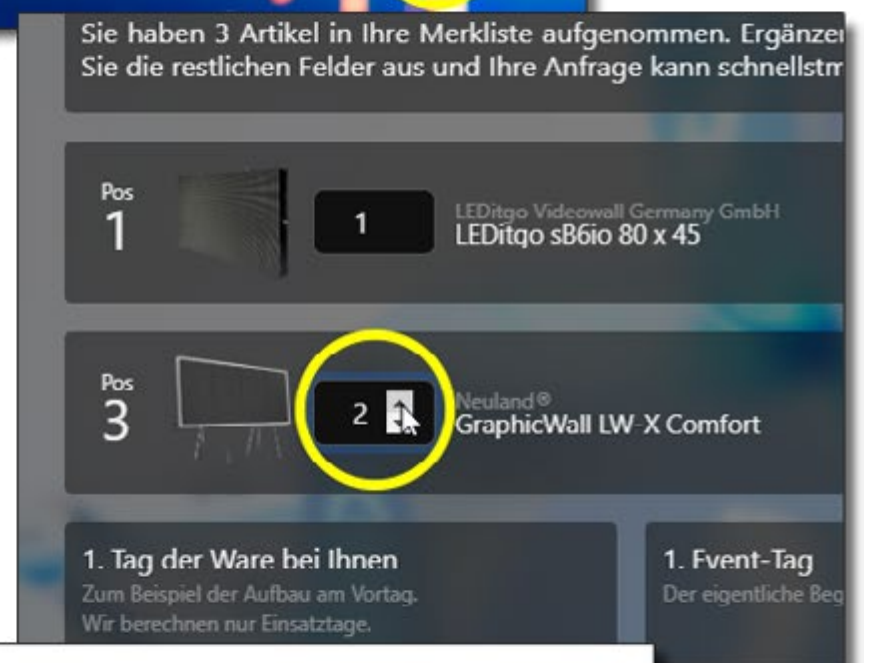 Sie haben 3 Artikel in Ihre Merkliste aufgenommen. Ergänzen
Sie die restlichen Felder aus und Ihre Anfrage kann schnellstm
Pos
1
1
LEDitgo Videowall Germany GmbH
LEDitgo sB6io 80 x 45
Pos
3
2
Neuland®
GraphicWall LW-X Comfort
1. Tag der Ware bei Ihnen
Zum Beispiel der Aufbau am Vortag.
Wir berechnen nur Einsatztage.
1. Event-Tag
Der eigentliche Beg